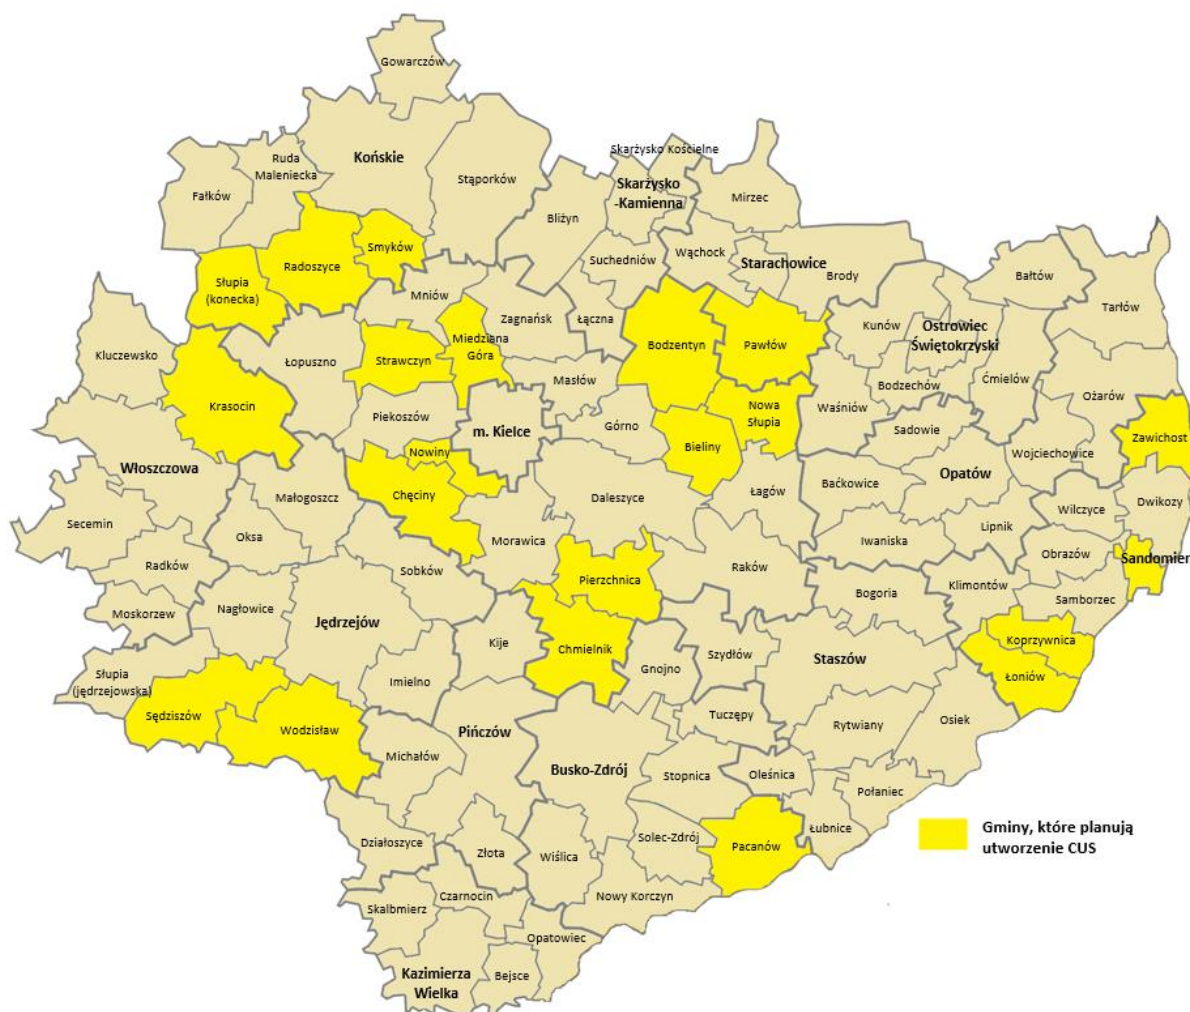 Gowarczów
Końskie
Ruda
Maleniecka
Fałków
Stąporków
Skarżysko Kościelne
Skarżysko
-Kamienna
Mirzec
Bliżyn
Smyków
Radoszyce
Słupia
(konecka)
Suchedniów
Wąchock
Starachowice
Brody
Bałtów
Tarłów
Mniów
Zagnańsk
Łączna
Kunów
Ostrowiec
Świętokrzyski
Kluczewsko
Łopuszno
Strawczyn
Miedziana
Góra
Bodzentyn
Pawłów
Masłów
Bodzechów
Ćmielów
Ożarów
Krasocin
Piekoszów
m. Kielce
Górno
Nowa
Słupia
Waśniów
Sadowie
Zawichost
Nowiny
Bieliny
Wojciechowice
Włoszczowa
Chęciny
Małogoszcz
Daleszyce
Łagów
Baćkowice
Opatów
Dwikozy
Wilczyce
Secemin
Oksa
Morawica
Iwaniska
Lipnik
Obrazów
Sandomierz
Radków
Sobków
Pierzchnica
Raków
Klimontów
Bogoria
Samborzec
Moskorzew
Nagłowice
Jędrzejów
Kije
Chmielnik
Koprzywnica
Słupia
(jędrzejowska)
Imielno
Gnojno
Szydłów
Staszów
Łoniów
Sędziszów
Wodzisław
Pińczów
Tuczępy
Rytwiany
Osiek
Michałów
Busko-Zdrój
Stopnica
Oleśnica
Połaniec
Działoszyce
Złota
Wiślica
Solec-Zdrój
Pacanów
Łubnice
Gminy, które planują
utworzenie CUS
Skalbmierz
Czarnocin
Nowy Korczyn
Opatowiec
Kazimierza
Wielka
Bejsce